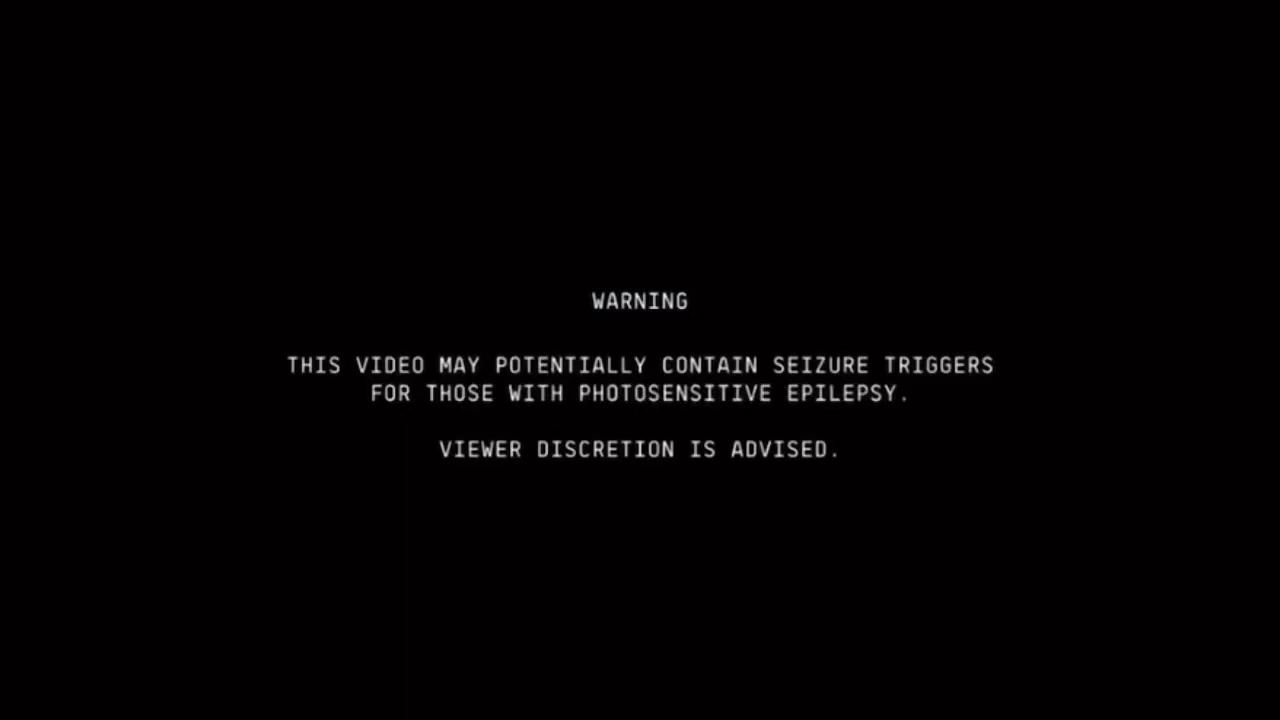 WARNING
THIS VIDEO MAY POTENTIALLY CONTAIN SEIZURE TRIGGERS
FOR THOSE WITH PHOTOSENSITIVE EPILEPSY.
VIEWER DISCRETION IS ADVISED.